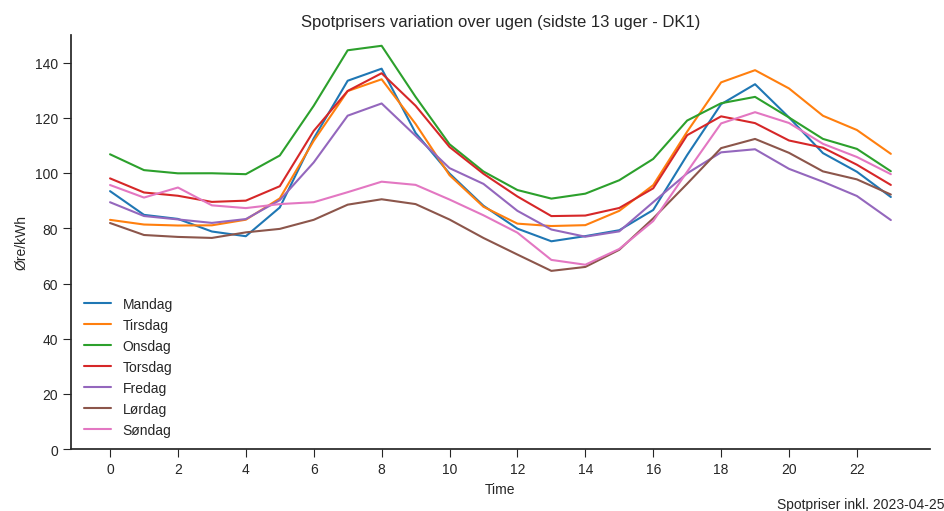 Spotprisers variation over ugen (sidste 13 uger - DK1)
140
120
100
80
60
40
20
0
Øre/kWh
Mandag
Tirsdag
Onsdag
Torsdag
Fredag
Lørdag
Søndag
0 2 4 6 8 10 12 14 16 18 20 22
Time
Spotpriser inkl. 2023-04-25